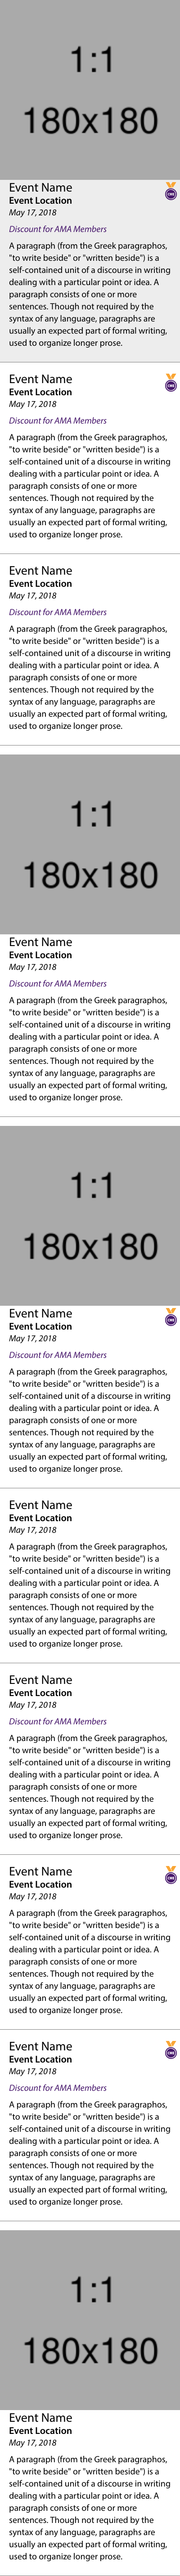 1:1
180x180
Event Name
Event Location
May 17, 2018
Discount for AMA Members
A paragraph (from the Greek paragraphos,
"to write beside" or "written beside") is a
self-contained unit of a discourse in writing
dealing with a particular point or idea. A
paragraph consists of one or more
sentences. Though not required by the
syntax of any language, paragraphs are
usually an expected part of formal writing,
used to organize longer prose.
Event Name
Event Location
May 17, 2018
Discount for AMA Members
A paragraph (from the Greek paragraphos,
"to write beside" or "written beside") is a
self-contained unit of a discourse in writing
dealing with a particular point or idea. A
paragraph consists of one or more
sentences. Though not required by the
syntax of any language, paragraphs are
usually an expected part of formal writing,
used to organize longer prose.
Event Name
Event Location
May 17, 2018
Discount for AMA Members
A paragraph (from the Greek paragraphos,
"to write beside" or "written beside") is a
self-contained unit of a discourse in writing
dealing with a particular point or idea. A
paragraph consists of one or more
sentences. Though not required by the
syntax of any language, paragraphs are
usually an expected part of formal writing,
used to organize longer prose.
1:1
180x180
Event Name
Event Location
May 17, 2018
Discount for AMA Members
A paragraph (from the Greek paragraphos,
"to write beside" or "written beside") is a
self-contained unit of a discourse in writing
dealing with a particular point or idea. A
paragraph consists of one or more
sentences. Though not required by the
syntax of any language, paragraphs are
usually an expected part of formal writing,
used to organize longer prose.
1:1
180x180
Event Name
Event Location
May 17, 2018
Discount for AMA Members
A paragraph (from the Greek paragraphos,
"to write beside" or "written beside") is a
self-contained unit of a discourse in writing
dealing with a particular point or idea. A
paragraph consists of one or more
sentences. Though not required by the
syntax of any language, paragraphs are
usually an expected part of formal writing,
used to organize longer prose.
Event Name
Event Location
May 17, 2018
A paragraph (from the Greek paragraphos,
"to write beside" or "written beside") is a
self-contained unit of a discourse in writing
dealing with a particular point or idea. A
paragraph consists of one or more
sentences. Though not required by the
syntax of any language, paragraphs are
usually an expected part of formal writing,
used to organize longer prose.
Event Name
Event Location
May 17, 2018
Discount for AMA Members
A paragraph (from the Greek paragraphos,
"to write beside" or "written beside") is a
self-contained unit of a discourse in writing
dealing with a particular point or idea. A
paragraph consists of one or more
sentences. Though not required by the
syntax of any language, paragraphs are
usually an expected part of formal writing,
used to organize longer prose.
Event Name
Event Location
May 17, 2018
A paragraph (from the Greek paragraphos,
"to write beside" or "written beside") is a
self-contained unit of a discourse in writing
dealing with a particular point or idea. A
paragraph consists of one or more
sentences. Though not required by the
syntax of any language, paragraphs are
usually an expected part of formal writing,
used to organize longer prose.
Event Name
Event Location
May 17, 2018
Discount for AMA Members
A paragraph (from the Greek paragraphos,
"to write beside" or "written beside") is a
self-contained unit of a discourse in writing
dealing with a particular point or idea. A
paragraph consists of one or more
sentences. Though not required by the
syntax of any language, paragraphs are
usually an expected part of formal writing,
used to organize longer prose.
1:1
180x180
Event Name
Event Location
May 17, 2018
A paragraph (from the Greek paragraphos,
"to write beside" or "written beside") is a
self-contained unit of a discourse in writing
dealing with a particular point or idea. A
paragraph consists of one or more
sentences. Though not required by the
syntax of any language, paragraphs are
usually an expected part of formal writing,
used to organize longer prose.